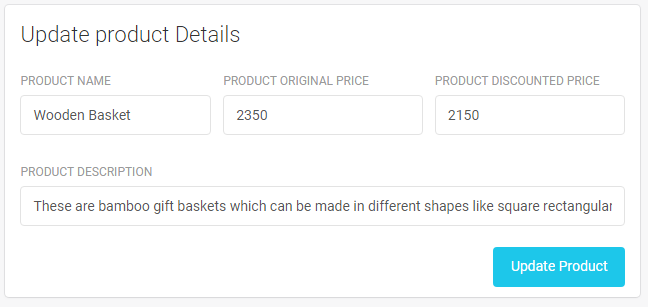 Update product Details
PRODUCT NAME PRODUCT ORIGINAL PRICE PRODUCT DISCOUNTED PRICE
Wooden Basket 2350 2150
PRODUCT DESCRIPTION
These are bamboo gift baskets which can be made in different shapes like square rectangular
Update Product